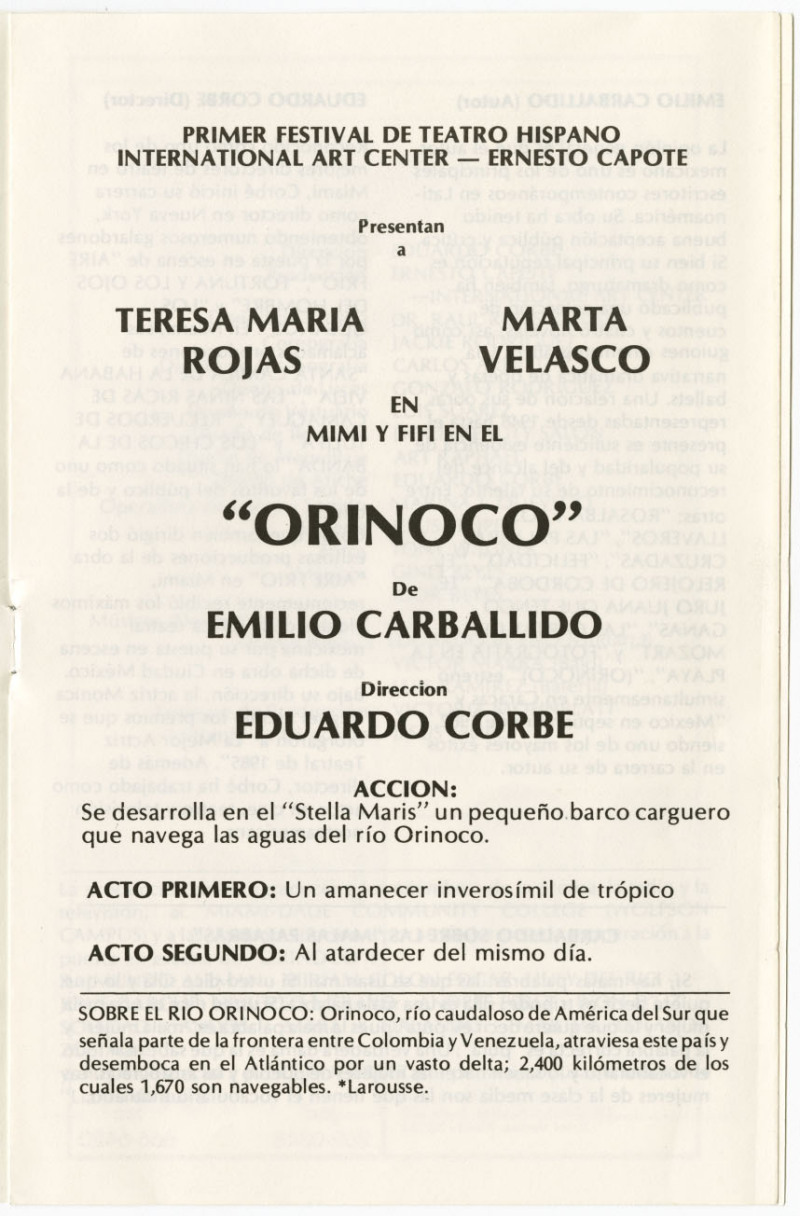 PRIMER FESTIVAL DE TEATRO HISPANO
INTERNATIONAL ART CENTER — ERNESTO CAPOTE
Presentan
a
TERESA MARIA ROJAS
MARTA VELASCO
EN
MIMI Y FIFI EN EL
“ORINOCO”
De
EMILIO CARBALLIDO
Direccion
EDUARDO CORBE
ACCION:
Se desarrolla en el “Stella Maris” un pequeño barco carguero
que navega las aguas del río Orinoco.
ACTO PRIMERO: Un amanecer inverosímil de trópico
ACTO SEGUNDO: Al atardecer del mismo día.
SOBRE EL RIO ORINOCO: Orinoco, río caudaloso de América del Sur que
señala parte de la frontera entre Colombia y Venezuela, atraviesa este país y
desemboca en el Atlántico por un vasto delta; 2,400 kilómetros de los
cuales 1,670 son navegables. *Larousse.